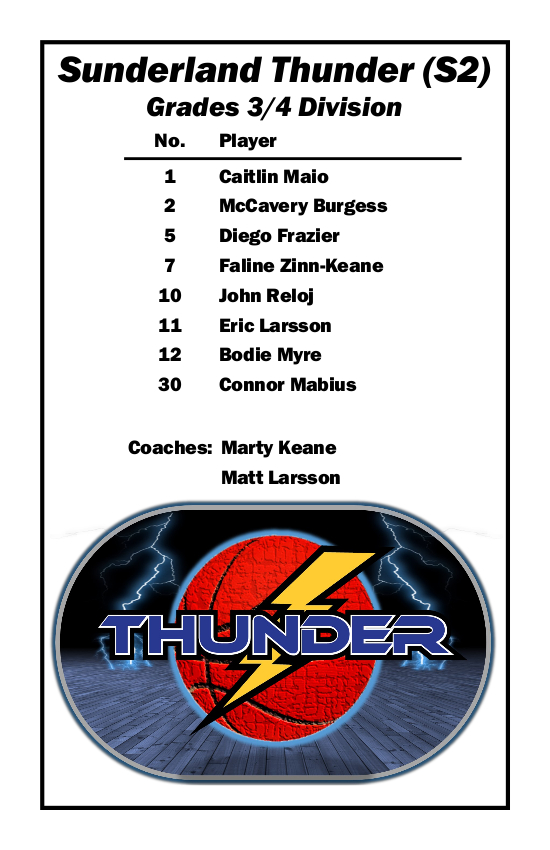 Sunderland Thunder (S2)
Grades 3/4 Division
No. Player
1 Caitlin Maio
2 McCavery Burgess
5 Diego Frazier
7 Faline Zinn-Keane
10 John Reloj
11 Eric Larsson
12 Bodie Myre
30 Connor Mabius
Coaches: Marty Keane
Matt Larsson
THUNDER